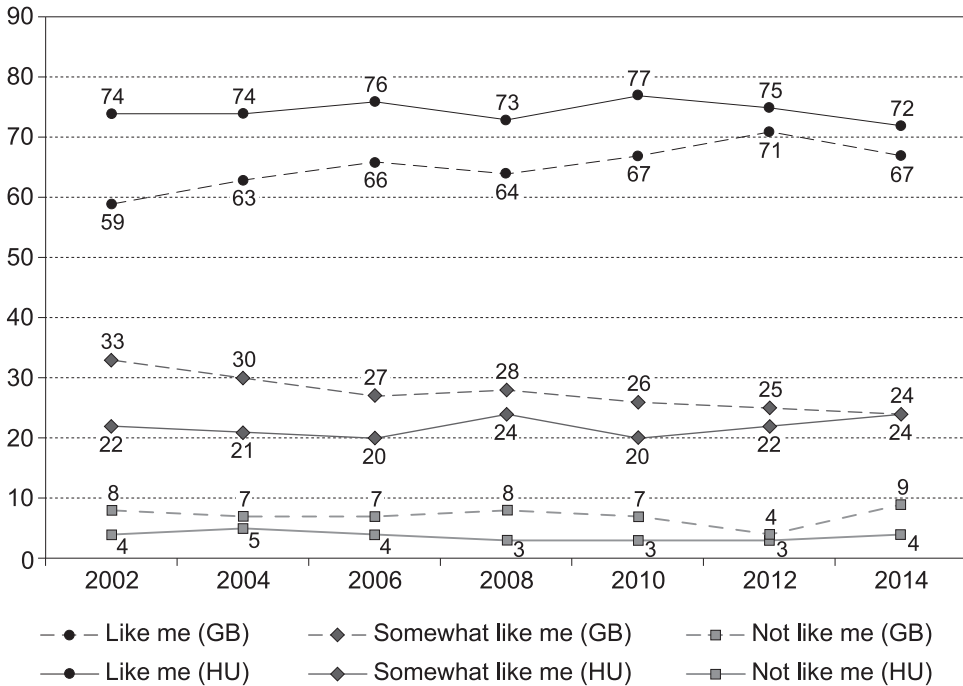 90
80
70
60
50
40
30
20
10
0
74 74 76 73 77 75 72
59 63 66 64 67 71 67
33 30 27 28 26 25 24
22 21 20 24 20 22 24
8 7 7 8 7 4 9
4 5 4 3 3 3 4
2002 2004 2006 2008 2010 2012 2014
Like me (GB) Somewhat like me (GB) Not like me (GB)
Like me (HU) Somewhat like me (HU) Not like me (HU)